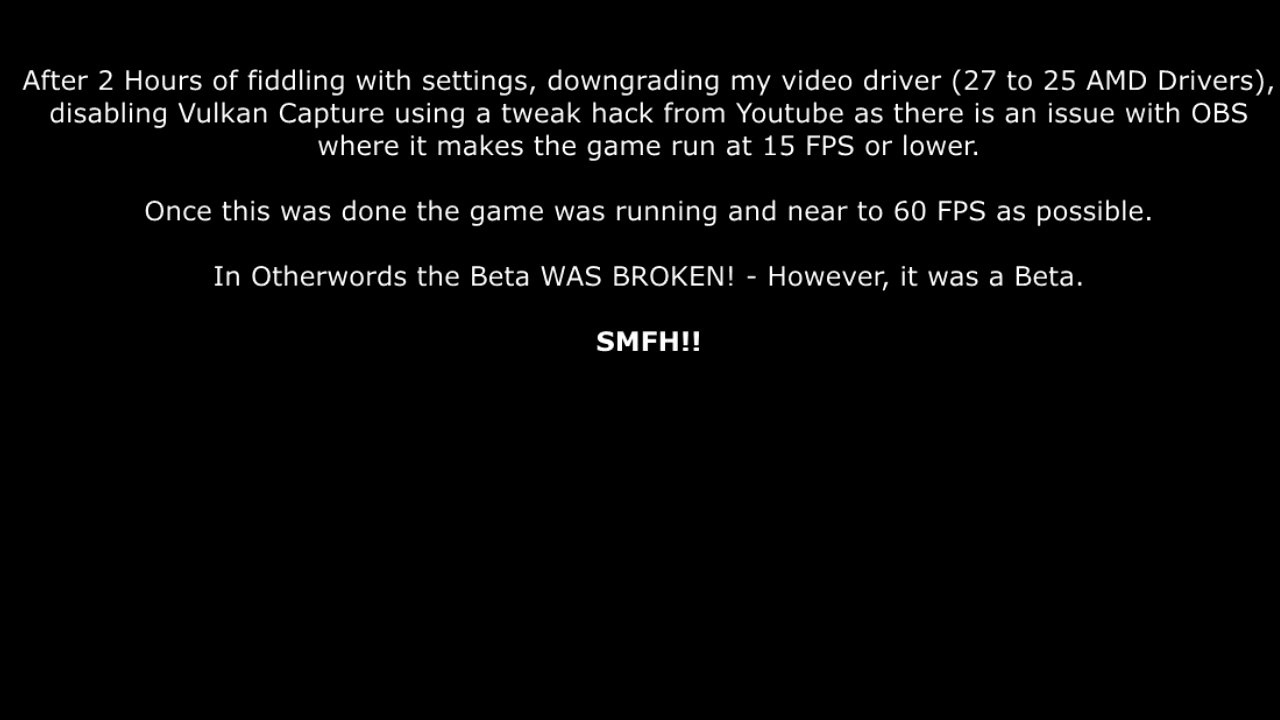 After 2 Hours of fiddling with settings, downgrading my video driver (27 to 25 AMD Drivers),
disabling Vulkan Capture using a tweak hack from Youtube as there is an issue with OBS
where it makes the game run at 15 FPS or lower.
Once this was done the game was running and near to 60 FPS as possible.
In Otherwords the Beta WAS BROKEN! - However, it was a Beta.
SMFH!!